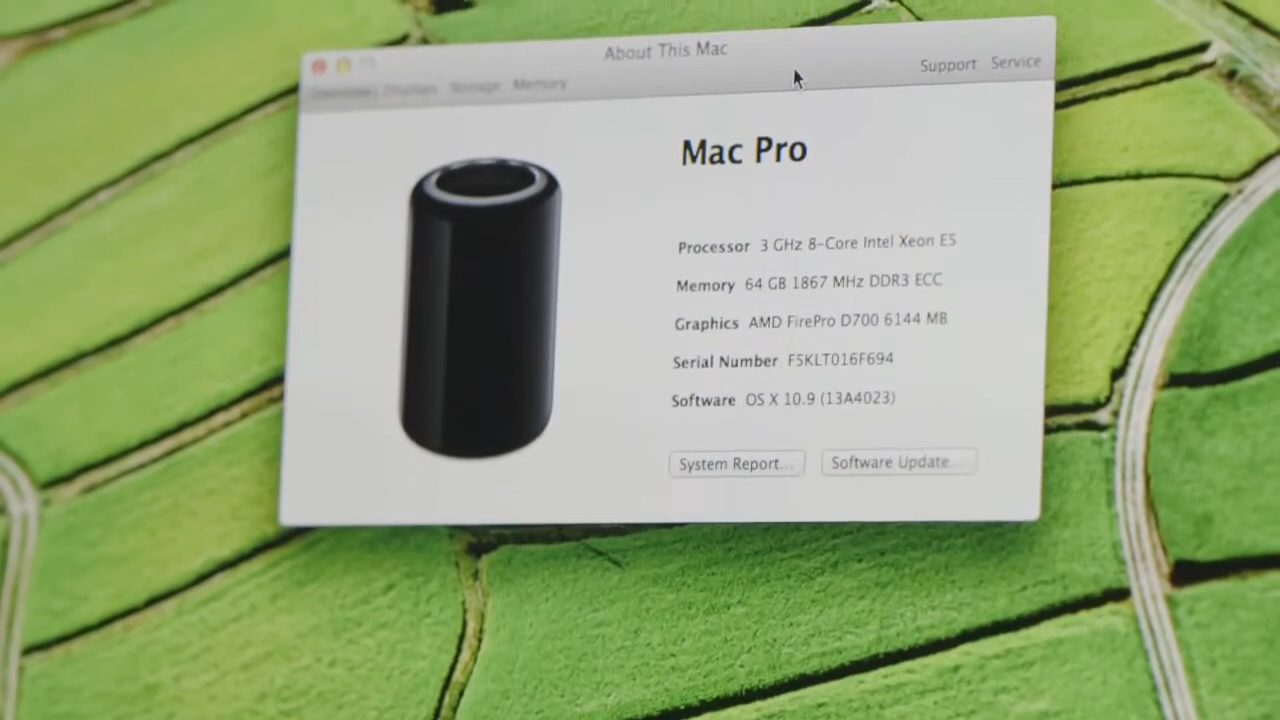 About This Mac
Displays Storage Memory
Support Service
Mac Pro
Processor 3 GHz 8-Core Intel Xeon E5
Memory 64 GB 1867 MHz DDR3 ECC
Graphics AMD FirePro D700 6144 MB
Serial Number F5KLT016F694
Software OS X 10.9 (13A4023)
System Report... Software Update...